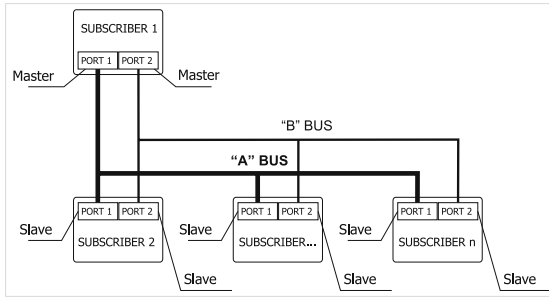 SUBSCRIBER 1
PORT 1 PORT 2
Master Master
"B" BUS
"A" BUS
PORT 1 PORT 2 PORT 1 PORT 2 PORT 1 PORT 2
Slave Slave Slave
SUBSCRIBER 2 SUBSCRIBER... SUBSCRIBER n
Slave Slave Slave